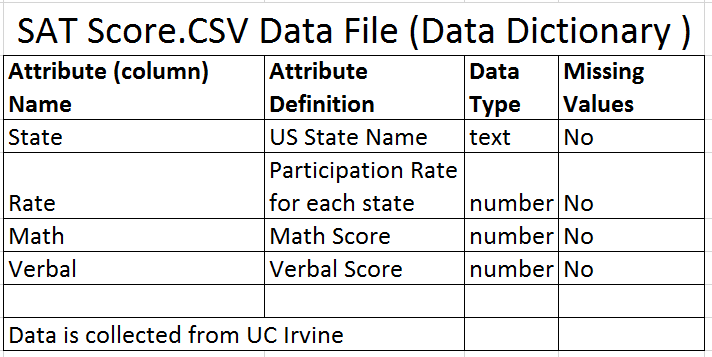 SAT Score.CSV Data File (Data Dictionary )
Attribute (column) Name Attribute Definition Data Type Missing Values
State US State Name text No
Rate Participation Rate for each state number No
Math Math Score number No
Verbal Verbal Score number No
Data is collected from UC Irvine